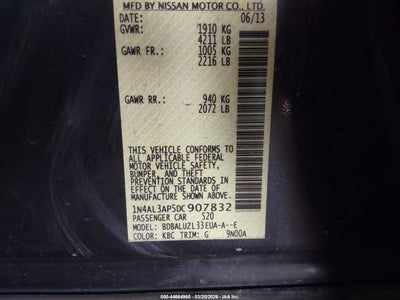 MFD BY NISSAN MOTOR CO., LTD.
DATE: 06/13
GVWR: 1910 KG
4211 LB
GAWR FR: 1005 KG
2216 LB
GAWR RR: 940 KG
2072 LB
THIS VEHICLE CONFORMS TO
ALL APPLICABLE FEDERAL
MOTOR VEHICLE SAFETY,
BUMPER, AND THEFT
PREVENTION STANDARDS
IN EFFECT ON THE DATE OF
MANUFACTURE SHOWN ABOVE.
1N4AL3AP5DC907832
PASSENGER CAR 520
MODEL: BDBALUZL33EUA-A--E
COLOR: KBC TRIM: G 9N00A
000-44664960 - 03/20/2026 - IAAI